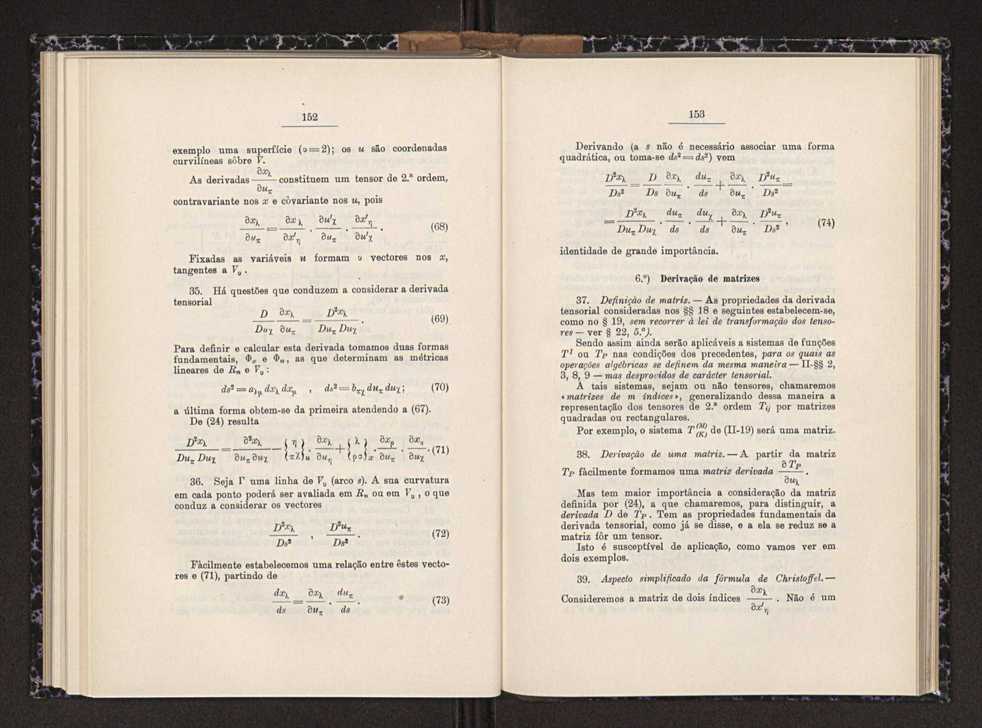 152
exemplo uma superfície (υ = 2); os u são coordenadas
curvilíneas sôbre V.
As derivadas ∂x_λ/∂u_π constituem um tensor de 2.ª ordem,
contravariante nos x e còvariante nos u, pois
∂x_λ/∂u_π = ∂x_λ/∂x'_η . ∂u'_χ/∂u_π . ∂x'_η/∂u'_χ . (68)
Fixadas as variáveis u formam υ vectores nos x,
tangentes a V_υ .
35. Há questões que conduzem a considerar a derivada
tensorial
D/Du_χ ∂x_λ/∂u_π = D²x_λ/Du_π Du_χ . (69)
Para definir e calcular esta derivada tomamos duas formas
fundamentais, Φ_x e Φ_u, as que determinam as métricas
lineares de R_n e V_υ :
ds² = a_λρ dx_λ dx_ρ , ds² = b_πχ du_π du_χ ; (70)
a última forma obtem-se da primeira atendendo a (67).
De (24) resulta
D²x_λ/Du_π Du_χ = ∂²x_λ/∂u_π ∂u_χ − {η πχ}_u . ∂x_λ/∂u_η + {λ ρσ}_x . ∂x_ρ/∂u_π . ∂x_σ/∂u_χ . (71)
36. Seja Γ uma linha de V_υ (arco s). A sua curvatura
em cada ponto poderá ser avaliada em R_n ou em V_υ , o que
conduz a considerar os vectores
D²x_λ/Ds² , D²u_π/Ds² . (72)
Fàcilmente estabelecemos uma relação entre êstes vecto-
res e (71), partindo de
dx_λ/ds = ∂x_λ/∂u_π . du_π/ds . (73)
153
Derivando (a s não é necessário associar uma forma
quadrática, ou toma-se ds² = ds²) vem
D²x_λ/Ds² = D/Ds ∂x_λ/∂u_π . du_π/ds + ∂x_λ/∂u_π . D²u_π/Ds² =
= D²x_λ/Du_π Du_χ . du_π/ds . du_χ/ds + ∂x_λ/∂u_π . D²u_π/Ds² , (74)
identidade de grande importância.
6.º) Derivação de matrizes
37. Definição de matriz. — As propriedades da derivada
tensorial consideradas nos §§ 18 e seguintes estabelecem-se,
como no § 19, sem recorrer à lei de transformação dos tenso-
res — ver § 22, 5.º).
Sendo assim ainda serão aplicáveis a sistemas de funções
T^I ou T_P nas condições dos precedentes, para os quais as
operações algébricas se definem da mesma maneira — II-§§ 2,
3, 8, 9 — mas desprovidos de carácter tensorial.
A tais sistemas, sejam ou não tensores, chamaremos
«matrizes de m índices», generalizando dessa maneira a
representação dos tensores de 2.ª ordem T_ij por matrizes
quadradas ou rectangulares.
Por exemplo, o sistema T^(M)_(K) de (II-19) será uma matriz.
38. Derivação de uma matriz. — A partir da matriz
T_P fàcilmente formamos uma matriz derivada ∂T_P/∂u_λ .
Mas tem maior importância a consideração da matriz
definida por (24), a que chamaremos, para distinguir, a
derivada D de T_P . Tem as propriedades fundamentais da
derivada tensorial, como já se disse, e a ela se reduz se a
matriz fôr um tensor.
Isto é susceptível de aplicação, como vamos ver em
dois exemplos.
39. Aspecto simplificado da fórmula de Christoffel. —
Consideremos a matriz de dois índices ∂x_λ/∂x'_η . Não é um